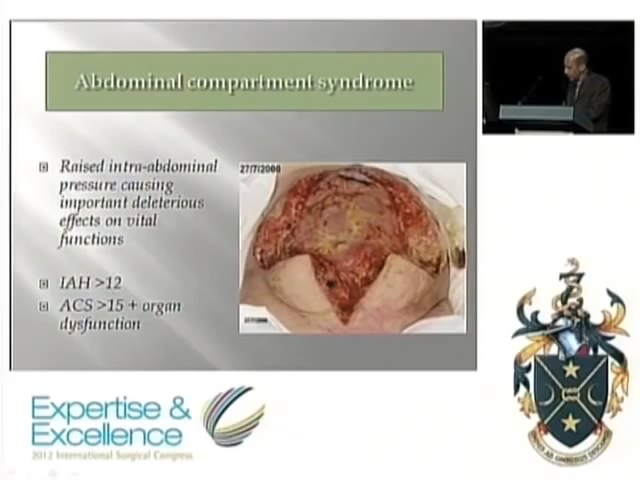 Abdominal compartment syndrome
Raised intra-abdominal
pressure causing
important deleterious
effects on vital
functions
IAH >12
ACS >15 + organ
dysfunction
27/7/2000
Expertise &
Excellence
2012 International Surgical Congress